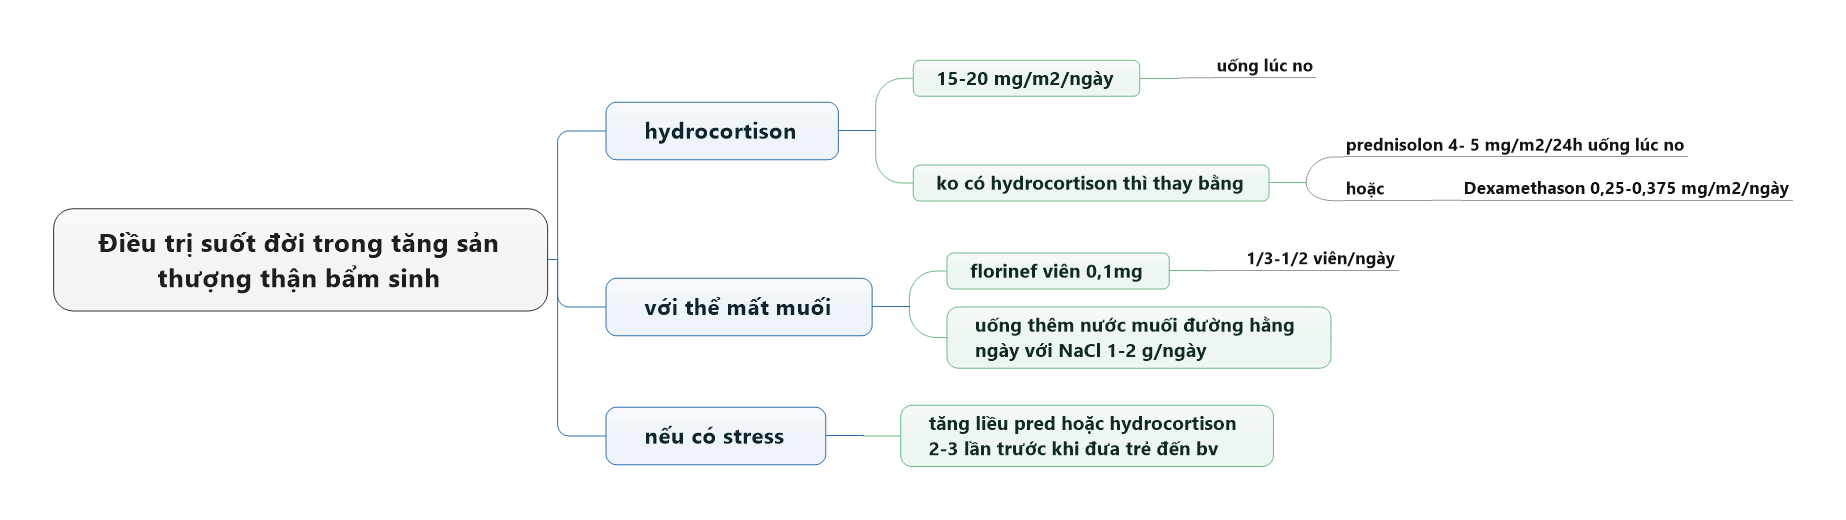 Điều trị suốt đời trong tăng sản
thượng thận bẩm sinh
hydrocortison
15-20 mg/m2/ngày
uống lúc no
ko có hydrocortison thì thay bằng
prednisolon 4- 5 mg/m2/24h uống lúc no
hoặc
Dexamethason 0,25-0,375 mg/m2/ngày
với thể mất muối
florinef viên 0,1mg
1/3-1/2 viên/ngày
uống thêm nước muối đường hằng
ngày với NaCl 1-2 g/ngày
nếu có stress
tăng liều pred hoặc hydrocortison
2-3 lần trước khi đưa trẻ đến bv